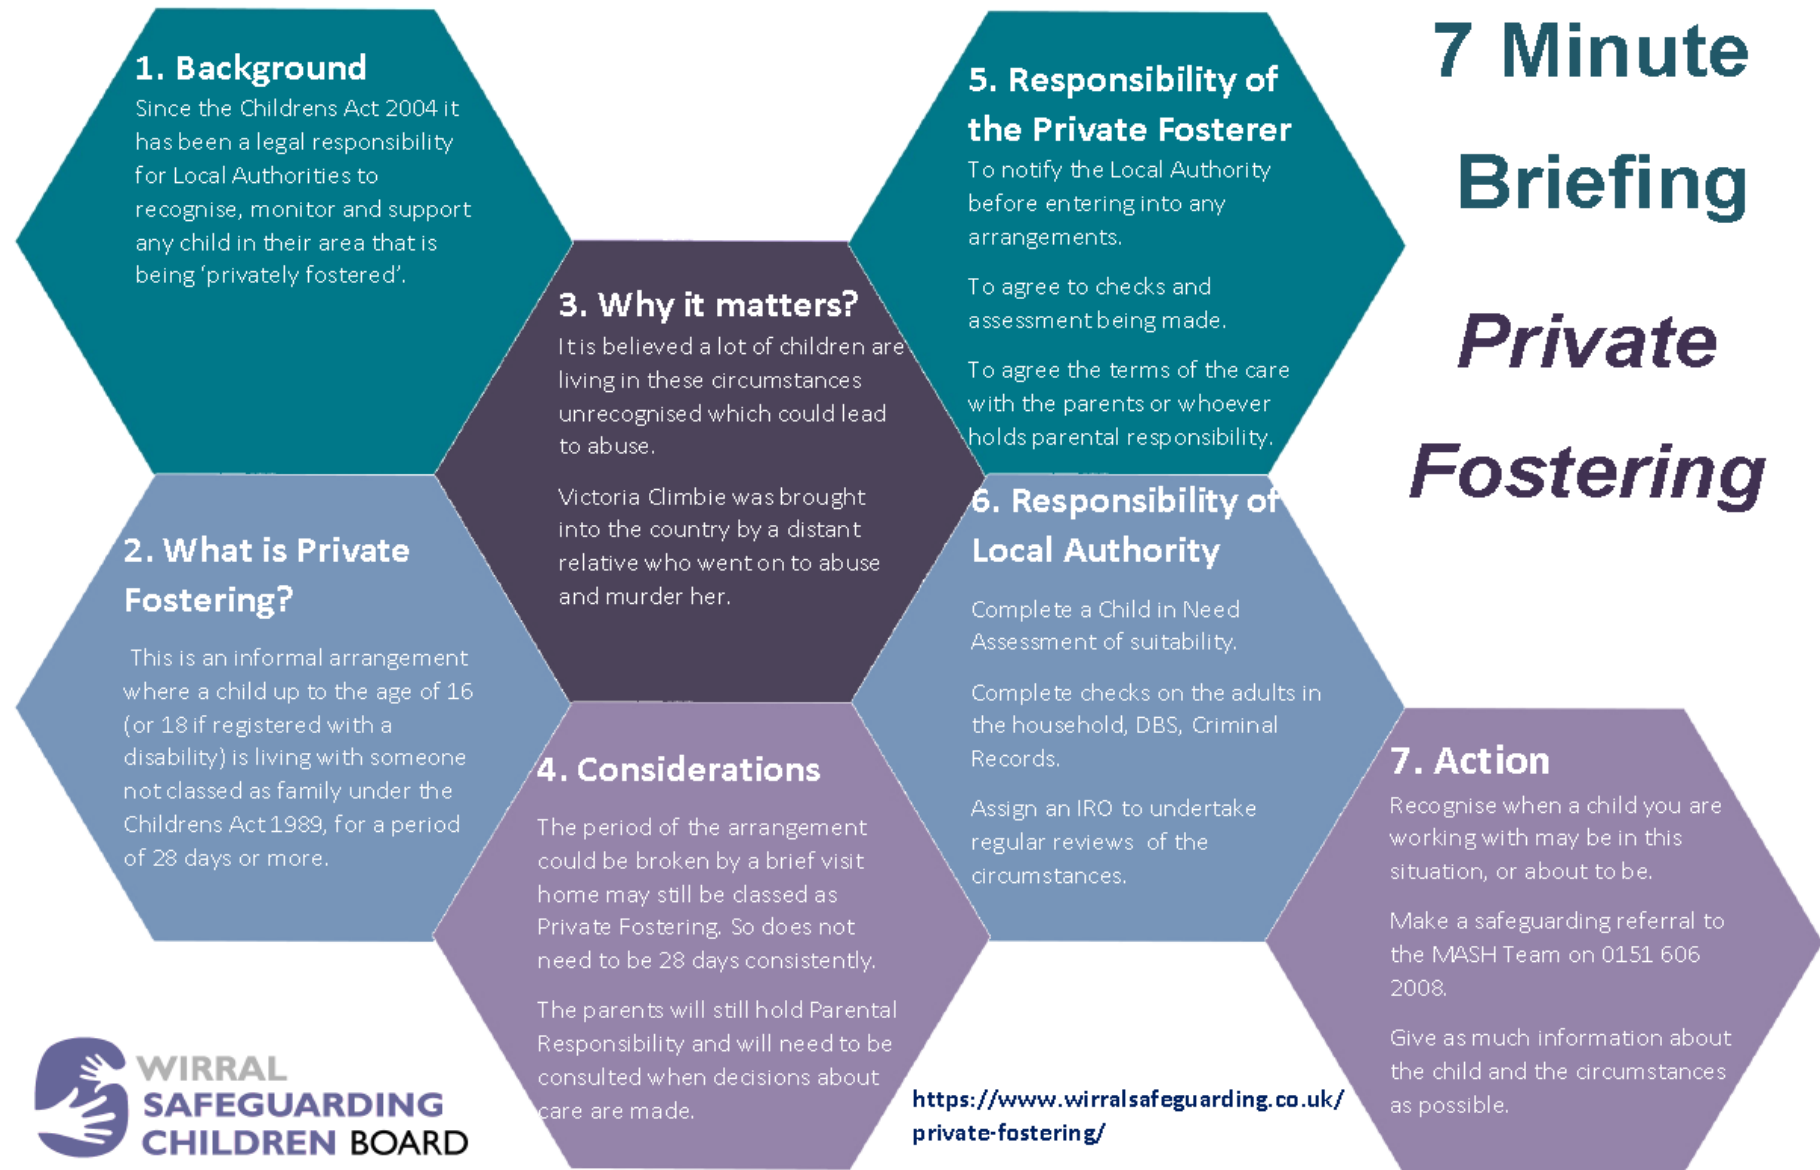 7 Minute
Briefing
Private
Fostering
1. Background
Since the Childrens Act 2004 it
has been a legal responsibility
for Local Authorities to
recognise, monitor and support
any child in their area that is
being ‘privately fostered’.
2. What is Private
Fostering?
This is an informal arrangement
where a child up to the age of 16
(or 18 if registered with a
disability) is living with someone
not classed as family under the
Childrens Act 1989, for a period
of 28 days or more.
3. Why it matters?
It is believed a lot of children are
living in these circumstances
unrecognised which could lead
to abuse.
Victoria Climbie was brought
into the country by a distant
relative who went on to abuse
and murder her.
4. Considerations
The period of the arrangement
could be broken by a brief visit
home may still be classed as
Private Fostering. So does not
need to be 28 days consistently.
The parents will still hold Parental
Responsibility and will need to be
consulted when decisions about
care are made.
5. Responsibility of
the Private Fosterer
To notify the Local Authority
before entering into any
arrangements.
To agree to checks and
assessment being made.
To agree the terms of the care
with the parents or whoever
holds parental responsibility.
6. Responsibility of
Local Authority
Complete a Child in Need
Assessment of suitability.
Complete checks on the adults in
the household, DBS, Criminal
Records.
Assign an IRO to undertake
regular reviews of the
circumstances.
7. Action
Recognise when a child you are
working with may be in this
situation, or about to be.
Make a safeguarding referral to
the MASH Team on 0151 606
2008.
Give as much information about
the child and the circumstances
as possible.
WIRRAL
SAFEGUARDING
CHILDREN BOARD
https://www.wirralsafeguarding.co.uk/
private-fostering/